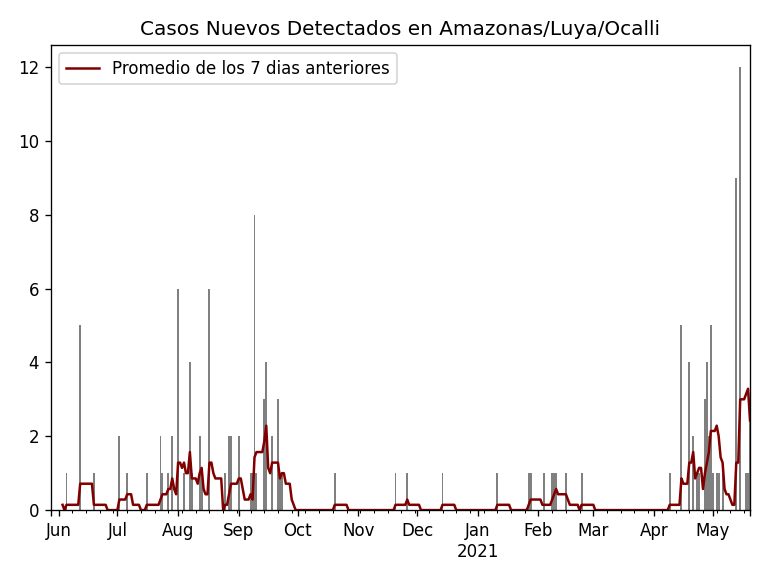 Casos Nuevos Detectados en Amazonas/Luya/Ocalli
Promedio de los 7 dias anteriores
12
10
8
6
4
2
0
Jun Jul Aug Sep Oct Nov Dec Jan Feb Mar Apr May
2021